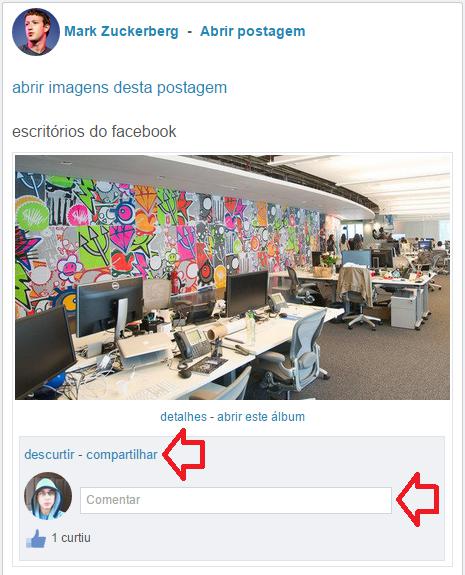 Mark Zuckerberg - Abrir postagem
abrir imagens desta postagem
escritórios do facebook
detalhes - abrir este álbum
descurtir - compartilhar
Comentar
1 curtiu